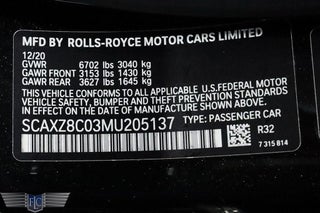 MFD BY ROLLS-ROYCE MOTOR CARS LIMITED
12/20
GVWR 6702 lbs 3040 kg
GAWR FRONT 3153 lbs 1430 kg
GAWR REAR 3627 lbs 1645 kg
THIS VEHICLE CONFORMS TO ALL APPLICABLE U.S.FEDERAL MOTOR
VEHICLE SAFETY, BUMPER, AND THEFT PREVENTION STANDARDS
IN EFFECT ON THE DATE OF MANUFACTURE SHOWN ABOVE.
SCAXZ8C03MU205137 TYPE: PASSENGER CAR
R32
7 315 814
FLC